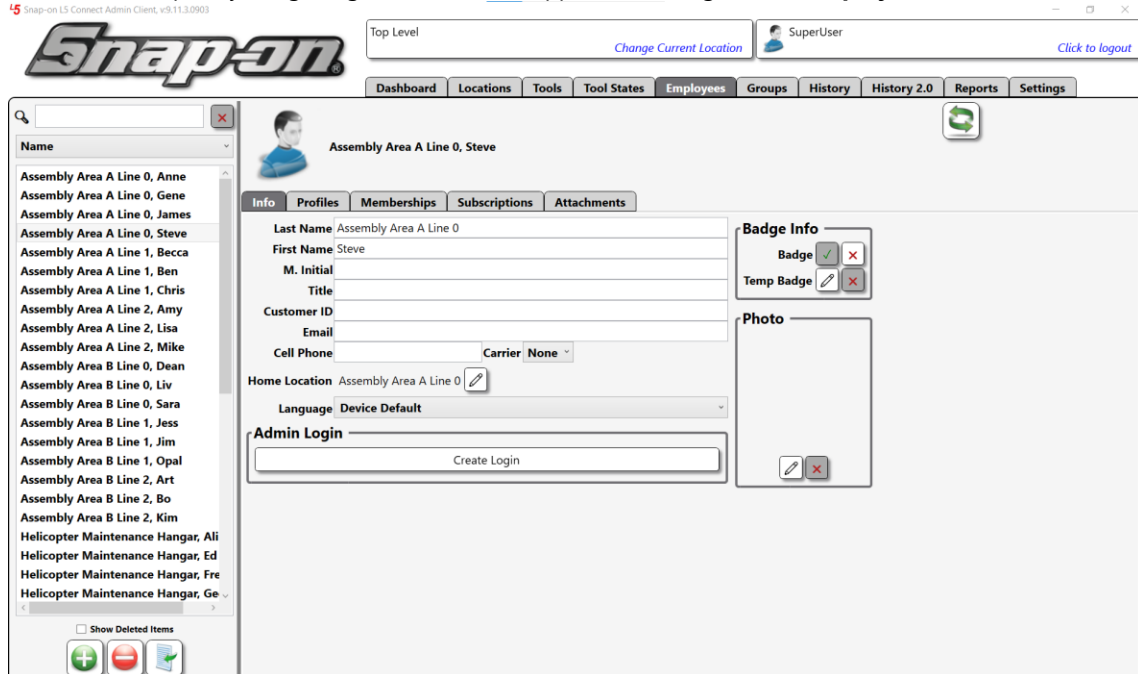 Snap-on L5 Connect Admin Client, v:9.11.3.0903
Snap-on
Top Level
Change Current Location
SuperUser
Click to logout
Dashboard Locations Tools Tool States Employees Groups History History 2.0 Reports Settings
Name
Assembly Area A Line 0, Anne
Assembly Area A Line 0, Gene
Assembly Area A Line 0, James
Assembly Area A Line 0, Steve
Assembly Area A Line 1, Becca
Assembly Area A Line 1, Ben
Assembly Area A Line 1, Chris
Assembly Area A Line 2, Amy
Assembly Area A Line 2, Lisa
Assembly Area A Line 2, Mike
Assembly Area B Line 0, Dean
Assembly Area B Line 0, Liv
Assembly Area B Line 0, Sara
Assembly Area B Line 1, Jess
Assembly Area B Line 1, Jim
Assembly Area B Line 1, Opal
Assembly Area B Line 2, Art
Assembly Area B Line 2, Bo
Assembly Area B Line 2, Kim
Helicopter Maintenance Hangar, Ali
Helicopter Maintenance Hangar, Ed
Helicopter Maintenance Hangar, Fre
Helicopter Maintenance Hangar, Ge
Show Deleted Items
Assembly Area A Line 0, Steve
Info Profiles Memberships Subscriptions Attachments
Last Name Assembly Area A Line 0
First Name Steve
M. Initial
Title
Customer ID
Email
Cell Phone Carrier None
Home Location Assembly Area A Line 0
Language Device Default
Admin Login
Create Login
Badge Info
Badge
Temp Badge
Photo